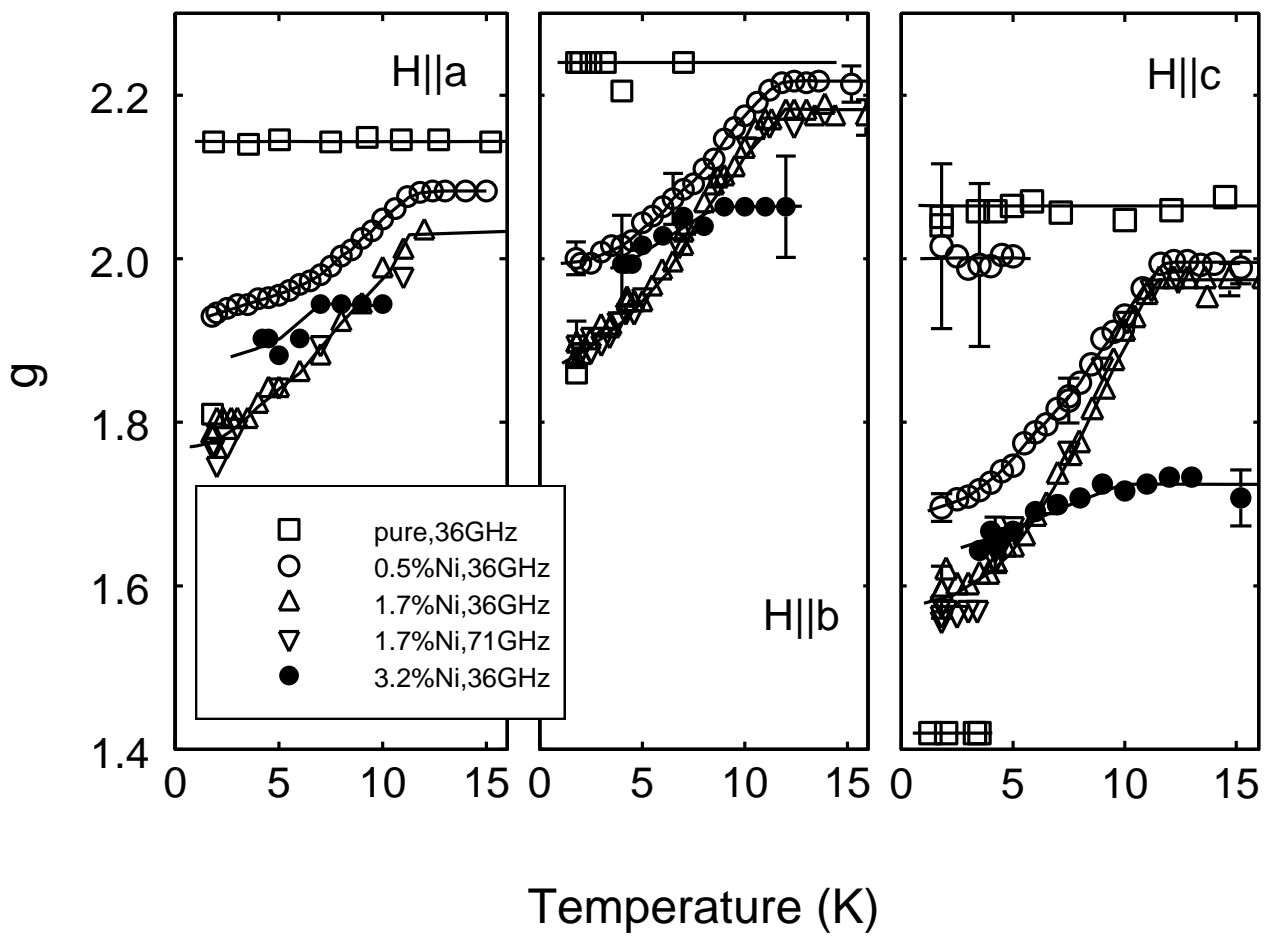 H||a
H||b
H||c
2.2
2.0
1.8
1.6
1.4
g
pure,36GHz
0.5%Ni,36GHz
1.7%Ni,36GHz
1.7%Ni,71GHz
3.2%Ni,36GHz
0 5 10 15 0 5 10 15 0 5 10 15
Temperature (K)